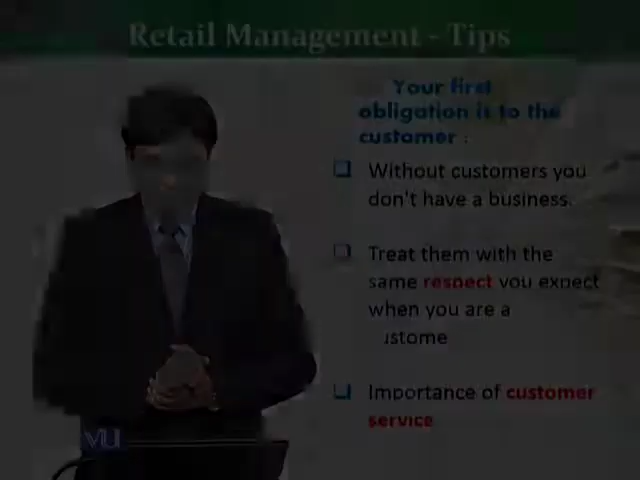 Retail Management - Tips
Your first
obligation is to the
customer :
Without customers you
don't have a business.
Treat them with the
same respect you expect
when you are a
ustome
Importance of customer
service
VU